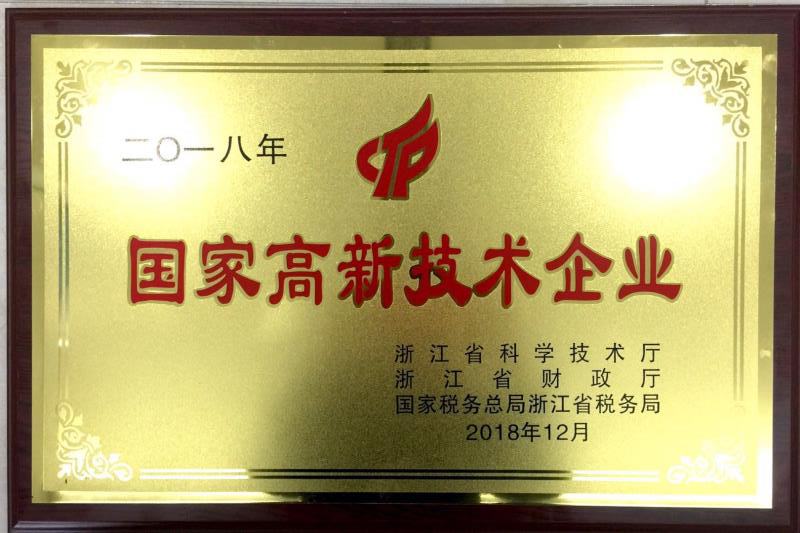 二〇一八年
国家高新技术企业
浙江省科学技术厅
浙江省财政厅
国家税务总局浙江省税务局
2018年12月